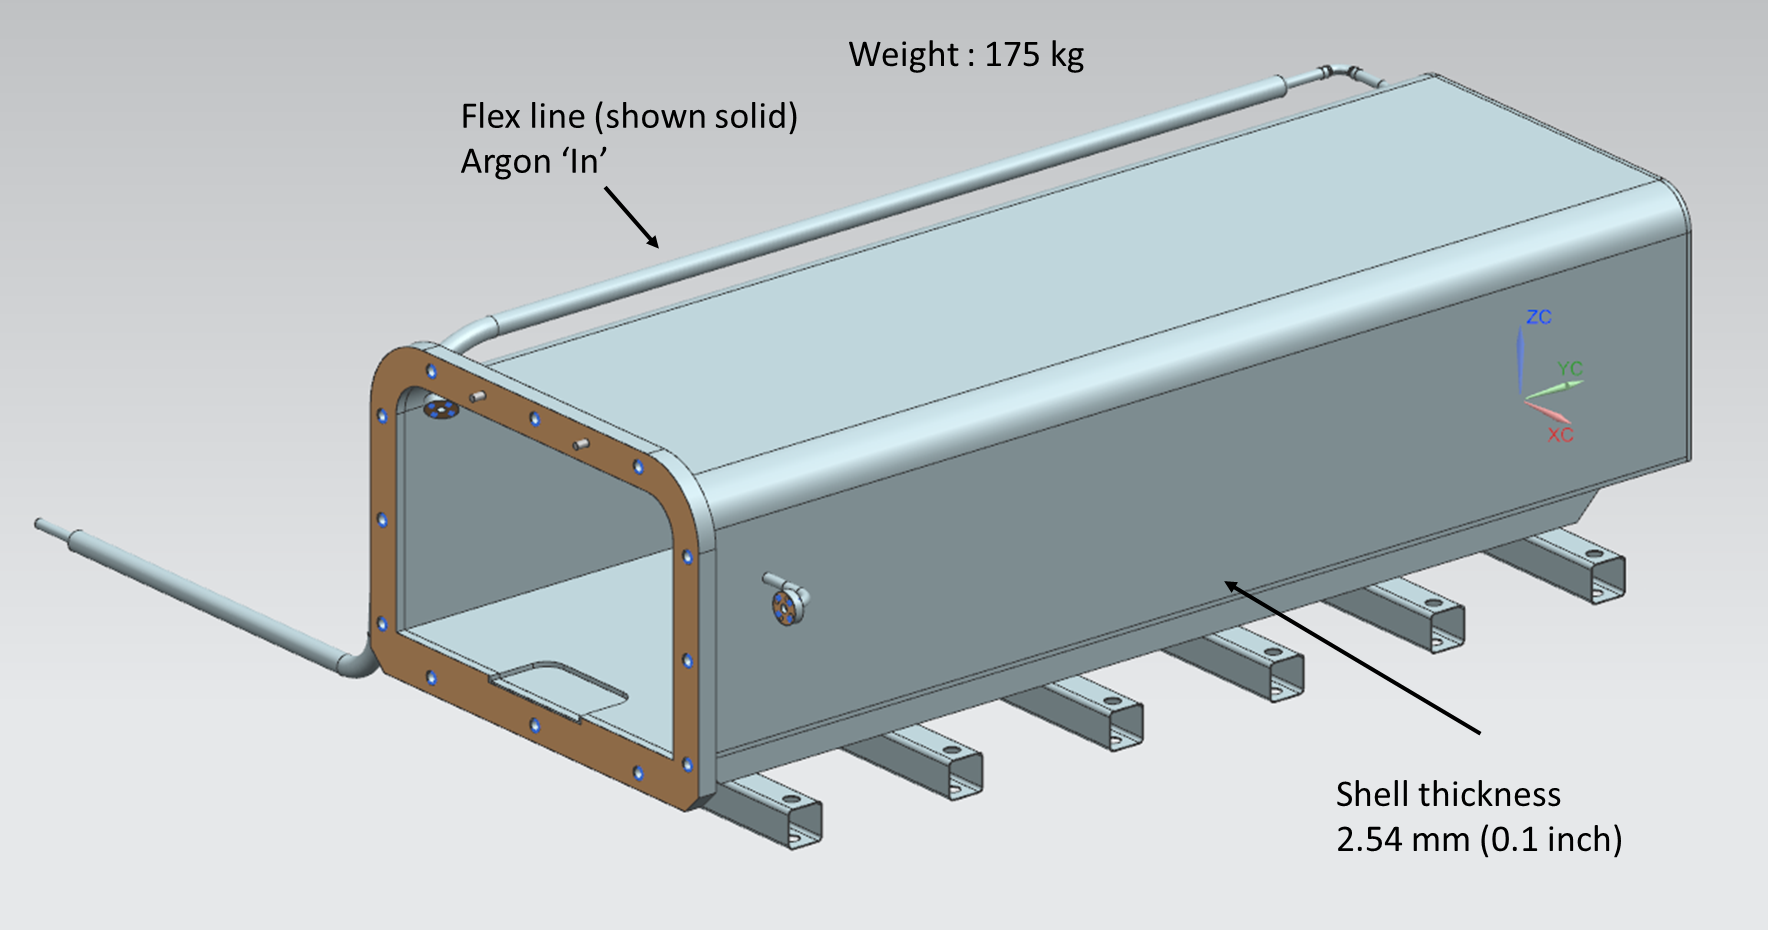 Weight : 175 kg
Flex line (shown solid)
Argon ‘In’
ZC
YC
XC
Shell thickness
2.54 mm (0.1 inch)